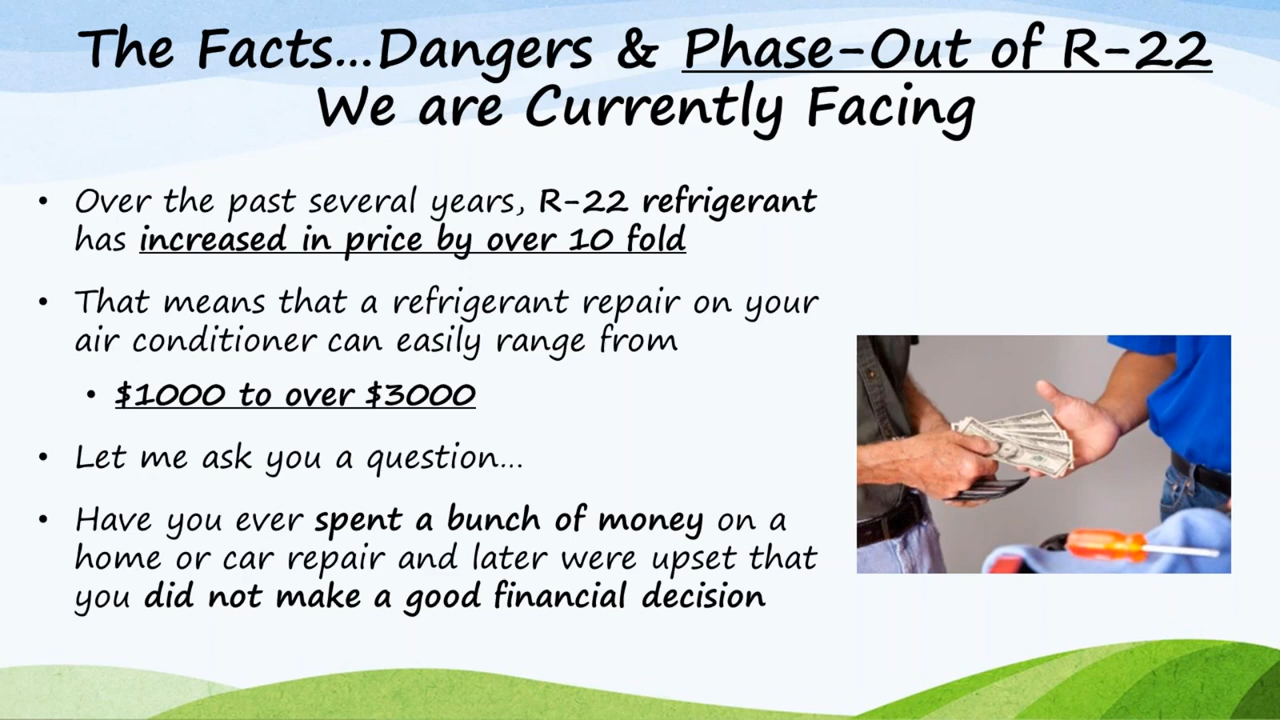 The Facts...Dangers & Phase-Out of R-22
We are Currently Facing
• Over the past several years, R-22 refrigerant
has increased in price by over 10 fold
• That means that a refrigerant repair on your
air conditioner can easily range from
• $1000 to over $3000
• Let me ask you a question...
• Have you ever spent a bunch of money on a
home or car repair and later were upset that
you did not make a good financial decision